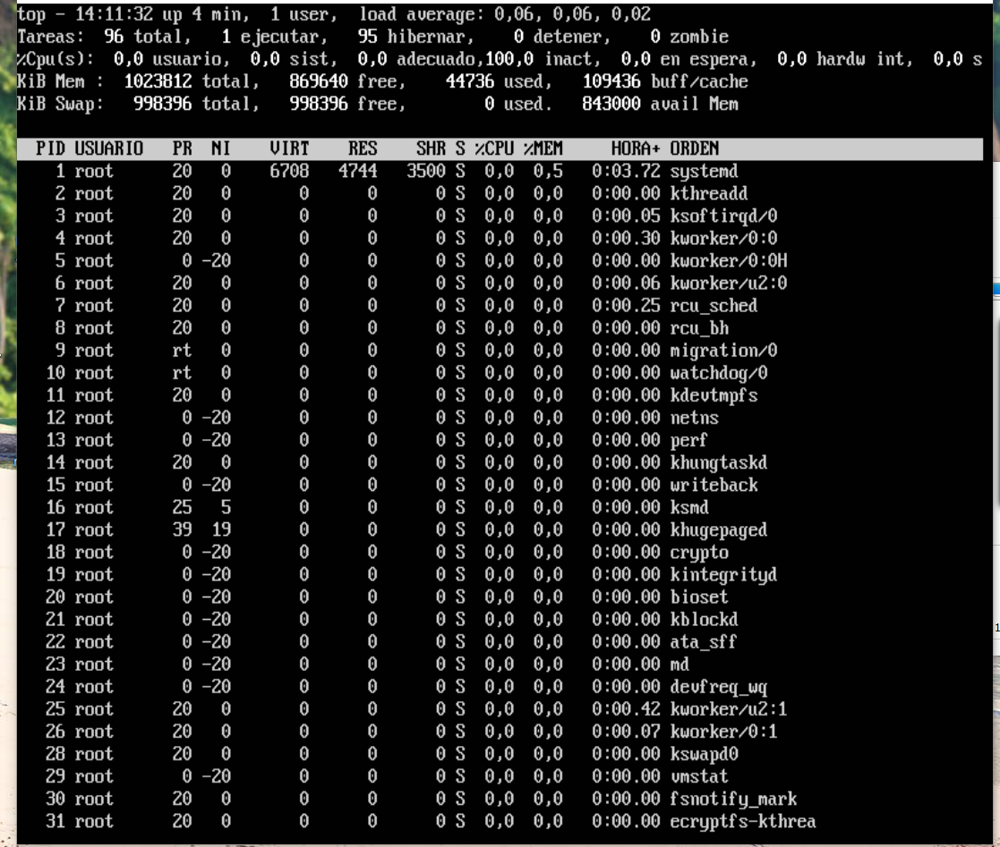 top - 14:11:32 up 4 min,  1 user,  load average: 0,06, 0,06, 0,02
Tareas:  96 total,   1 ejecutar,   95 hibernar,    0 detener,    0 zombie
%Cpu(s):  0,0 usuario,  0,0 sist,  0,0 adecuado,100,0 inact,  0,0 en espera,  0,0 hardw int,  0,0 s
KiB Mem :  1023812 total,   869640 free,    44736 used,   109436 buff/cache
KiB Swap:   998396 total,   998396 free,        0 used.   843000 avail Mem
PID USUARIO   PR  NI    VIRT    RES    SHR S %CPU %MEM     HORA+ ORDEN
1 root      20   0    6708   4744   3500 S  0,0  0,5   0:03.72 systemd
2 root      20   0       0      0      0 S  0,0  0,0   0:00.00 kthreadd
3 root      20   0       0      0      0 S  0,0  0,0   0:00.05 ksoftirqd/0
4 root      20   0       0      0      0 S  0,0  0,0   0:00.30 kworker/0:0
5 root       0 -20       0      0      0 S  0,0  0,0   0:00.00 kworker/0:0H
6 root      20   0       0      0      0 S  0,0  0,0   0:00.06 kworker/u2:0
7 root      20   0       0      0      0 S  0,0  0,0   0:00.25 rcu_sched
8 root      20   0       0      0      0 S  0,0  0,0   0:00.00 rcu_bh
9 root      rt   0       0      0      0 S  0,0  0,0   0:00.00 migration/0
10 root      rt   0       0      0      0 S  0,0  0,0   0:00.00 watchdog/0
11 root      20   0       0      0      0 S  0,0  0,0   0:00.00 kdevtmpfs
12 root       0 -20       0      0      0 S  0,0  0,0   0:00.00 netns
13 root       0 -20       0      0      0 S  0,0  0,0   0:00.00 perf
14 root      20   0       0      0      0 S  0,0  0,0   0:00.00 khungtaskd
15 root       0 -20       0      0      0 S  0,0  0,0   0:00.00 writeback
16 root      25   5       0      0      0 S  0,0  0,0   0:00.00 ksmd
17 root      39  19       0      0      0 S  0,0  0,0   0:00.00 khugepaged
18 root       0 -20       0      0      0 S  0,0  0,0   0:00.00 crypto
19 root       0 -20       0      0      0 S  0,0  0,0   0:00.00 kintegrityd
20 root       0 -20       0      0      0 S  0,0  0,0   0:00.00 bioset
21 root       0 -20       0      0      0 S  0,0  0,0   0:00.00 kblockd
22 root       0 -20       0      0      0 S  0,0  0,0   0:00.00 ata_sff
23 root       0 -20       0      0      0 S  0,0  0,0   0:00.00 md
24 root       0 -20       0      0      0 S  0,0  0,0   0:00.00 devfreq_wq
25 root      20   0       0      0      0 S  0,0  0,0   0:00.42 kworker/u2:1
26 root      20   0       0      0      0 S  0,0  0,0   0:00.07 kworker/0:1
28 root      20   0       0      0      0 S  0,0  0,0   0:00.00 kswapd0
29 root       0 -20       0      0      0 S  0,0  0,0   0:00.00 vmstat
30 root      20   0       0      0      0 S  0,0  0,0   0:00.00 fsnotify_mark
31 root      20   0       0      0      0 S  0,0  0,0   0:00.00 ecryptfs-kthrea